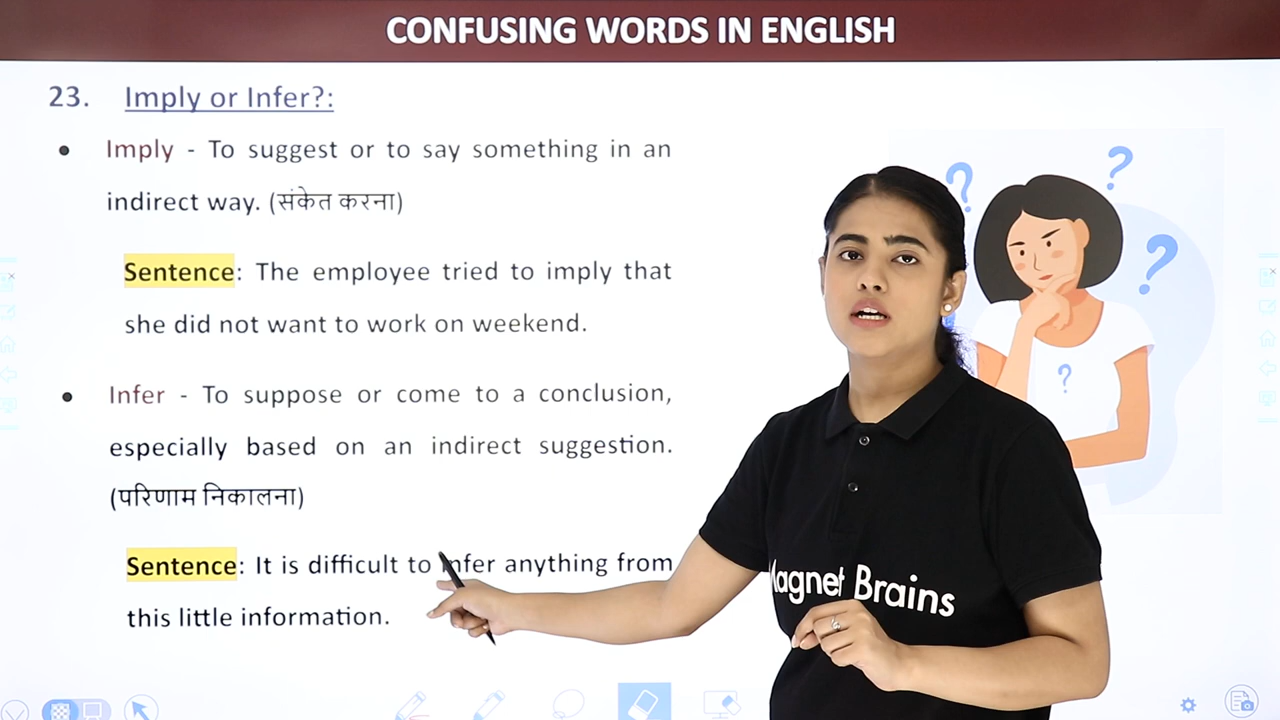 CONFUSING WORDS IN ENGLISH
23. Imply or Infer?:
• Imply - To suggest or to say something in an
indirect way. (संकेत करना)
Sentence: The employee tried to imply that
she did not want to work on weekend.
• Infer - To suppose or come to a conclusion,
especially based on an indirect suggestion.
(परिणाम निकालना)
Sentence: It is difficult to infer anything from
this little information.
Magnet Brains